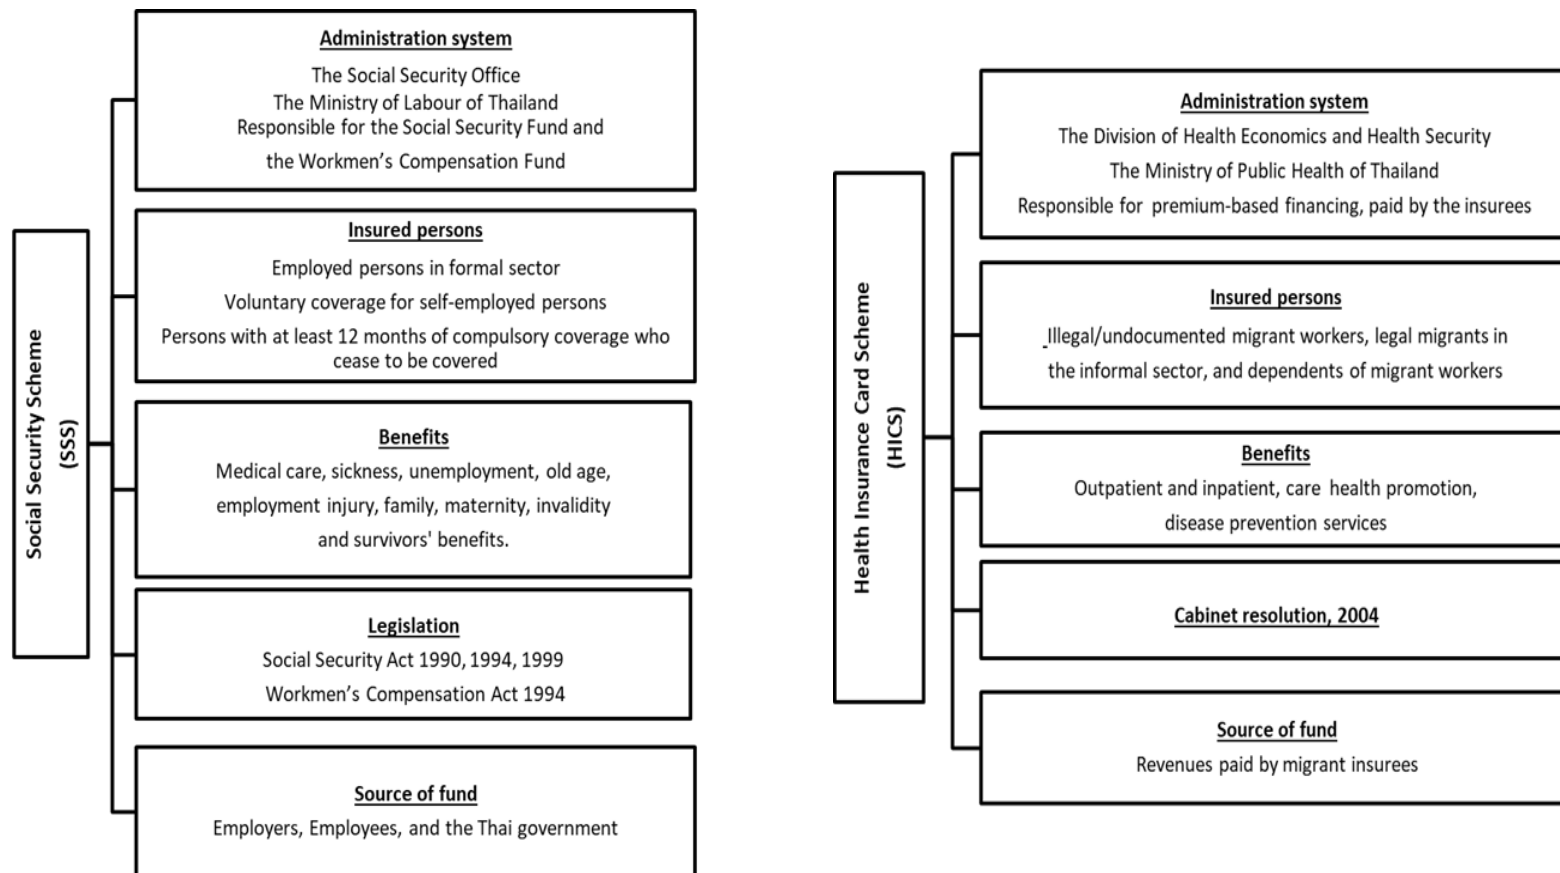 Social Security Scheme
(SSS)
Administration system
The Social Security Office
The Ministry of Labour of Thailand
Responsible for the Social Security Fund and
the Workmen's Compensation Fund
Insured persons
Employed persons in formal sector
Voluntary coverage for self-employed persons
Persons with at least 12 months of compulsory coverage who
cease to be covered
Benefits
Medical care, sickness, unemployment, old age,
employment injury, family, maternity, invalidity
and survivors' benefits.
Legislation
Social Security Act 1990, 1994, 1999
Workmen's Compensation Act 1994
Source of fund
Employers, Employees, and the Thai government
Health Insurance Card Scheme
(HICS)
Administration system
The Division of Health Economics and Health Security
The Ministry of Public Health of Thailand
Responsible for premium-based financing, paid by the insurees
Insured persons
Illegal/undocumented migrant workers, legal migrants in
the informal sector, and dependents of migrant workers
Benefits
Outpatient and inpatient, care health promotion,
disease prevention services
Cabinet resolution, 2004
Source of fund
Revenues paid by migrant insurees